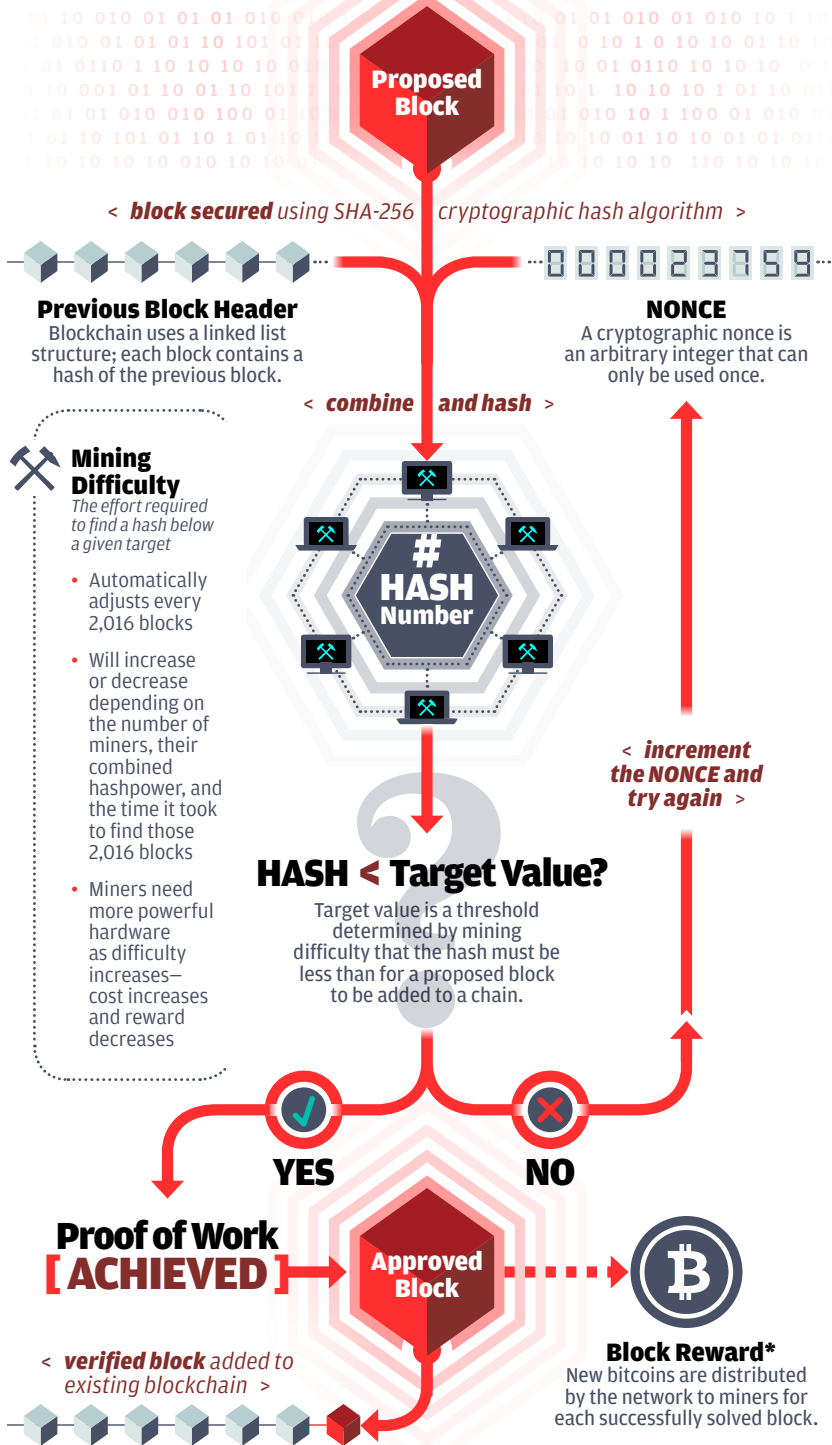 Proposed
Block
< block secured using SHA-256 cryptographic hash algorithm >
Previous Block Header
Blockchain uses a linked list
structure; each block contains a
hash of the previous block.
000023759
NONCE
A cryptographic nonce is
an arbitrary integer that can
only be used once.
< combine and hash >
Mining
Difficulty
The effort required
to find a hash below
a given target
• Automatically
adjusts every
2,016 blocks
• Will increase
or decrease
depending on
the number of
miners, their
combined
hashpower, and
the time it took
to find those
2,016 blocks
• Miners need
more powerful
hardware
as difficulty
increases—
cost increases
and reward
decreases
#
HASH
Number
< increment
the NONCE and
try again >
HASH < Target Value?
Target value is a threshold
determined by mining
difficulty that the hash must be
less than for a proposed block
to be added to a chain.
YES
NO
Proof of Work
[ ACHIEVED ]
Approved
Block
Block Reward*
New bitcoins are distributed
by the network to miners for
each successfully solved block.
< verified block added to
existing blockchain >